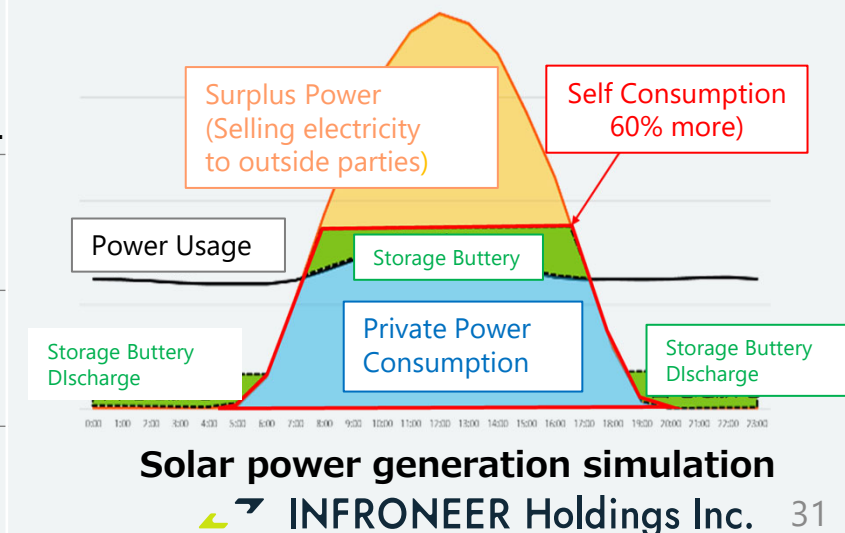 Surplus Power
(Selling electricity
to outside parties)
Self Consumption
60% more)
Power Usage
Storage Buttery
Private Power
Consumption
Storage Buttery
DIscharge
Storage Buttery
DIscharge
0:00 1:00 2:00 3:00 4:00 5:00 6:00 7:00 8:00 9:00 10:00 11:00 12:00 13:00 14:00 15:00 16:00 17:00 18:00 19:00 20:00 21:00 22:00 23:00
Solar power generation simulation
INFRONEER Holdings Inc. 31